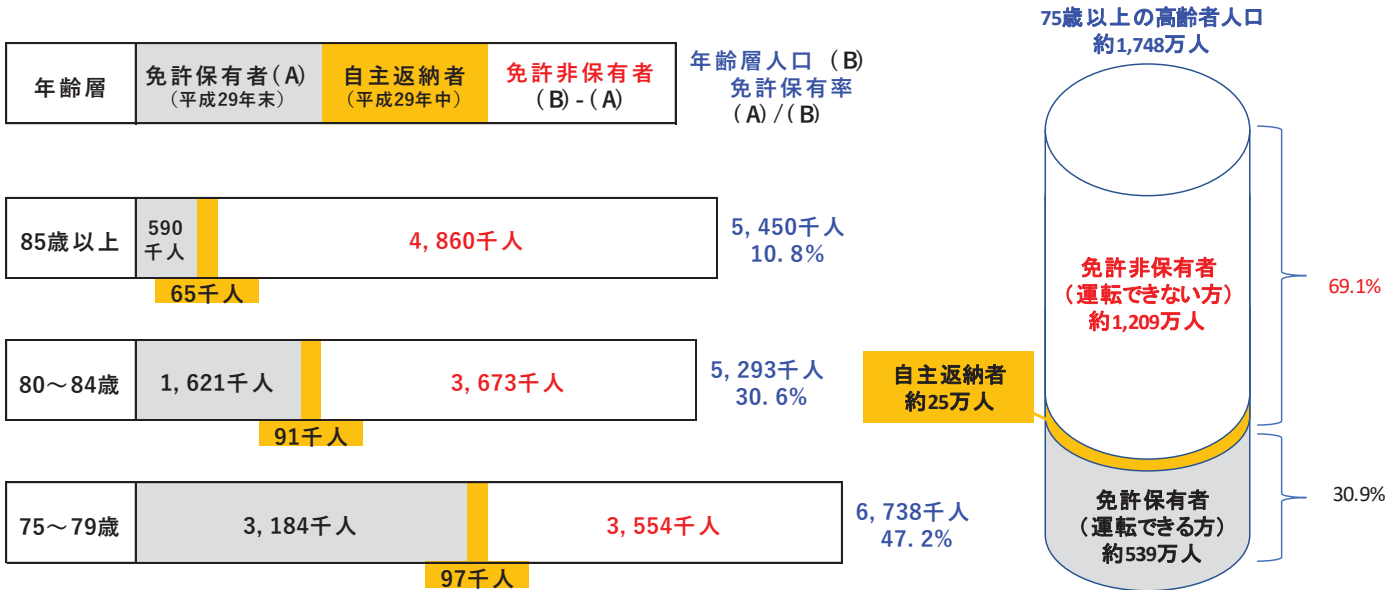 年齢層
免許保有者(A)
(平成29年末)
自主返納者
(平成29年中)
免許非保有者
(B)-(A)
年齢層人口 (B)
免許保有率
(A)/(B)
85歳以上
590
千人
4,860千人
5,450千人
10.8%
65千人
80～84歳
1,621千人
3,673千人
5,293千人
30.6%
91千人
75～79歳
3,184千人
3,554千人
6,738千人
47.2%
97千人
75歳以上の高齢者人口
約1,748万人
免許非保有者
(運転できない方)
約1,209万人
69.1%
自主返納者
約25万人
免許保有者
(運転できる方)
約539万人
30.9%